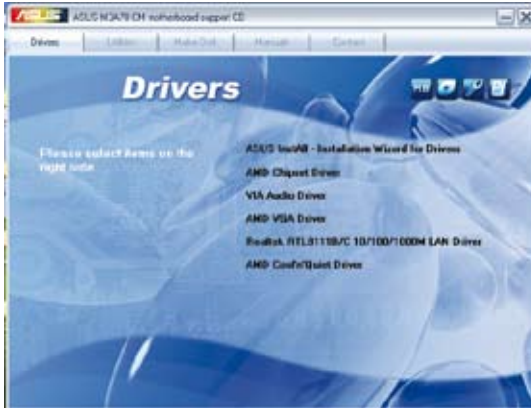 ASUS
ASUS M3A78 CM motherboard support CD
Drivers Utilities Make Disk Manuals Contact
Drivers
Please select items on the
right side
ASUS InstAll - Installation Wizard for Drivers
AMD Chipset Driver
VIA Audio Driver
AMD VGA Driver
Realtek RTL8111B/C 10/100/1000M LAN Driver
AMD Cool'n'Quiet Driver